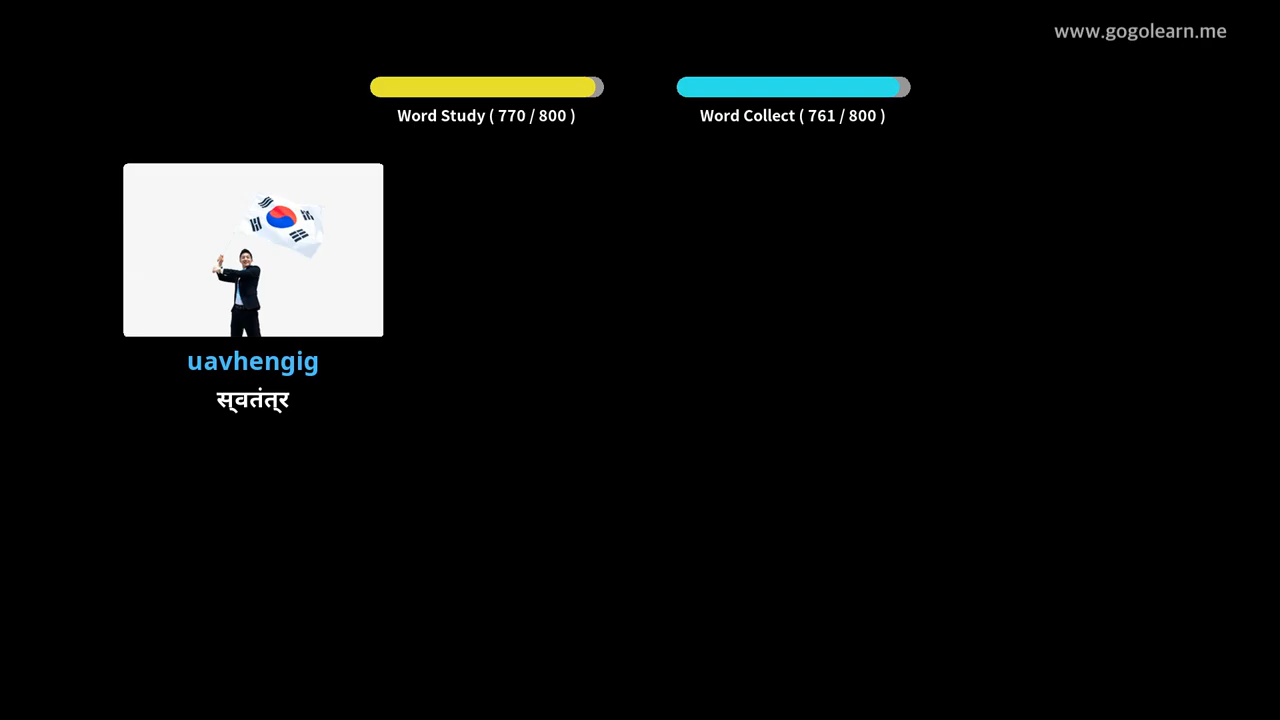 www.gogolearn.me
Word Study ( 770 / 800 )
Word Collect ( 761 / 800 )
uavhengig
स्वतंत्र